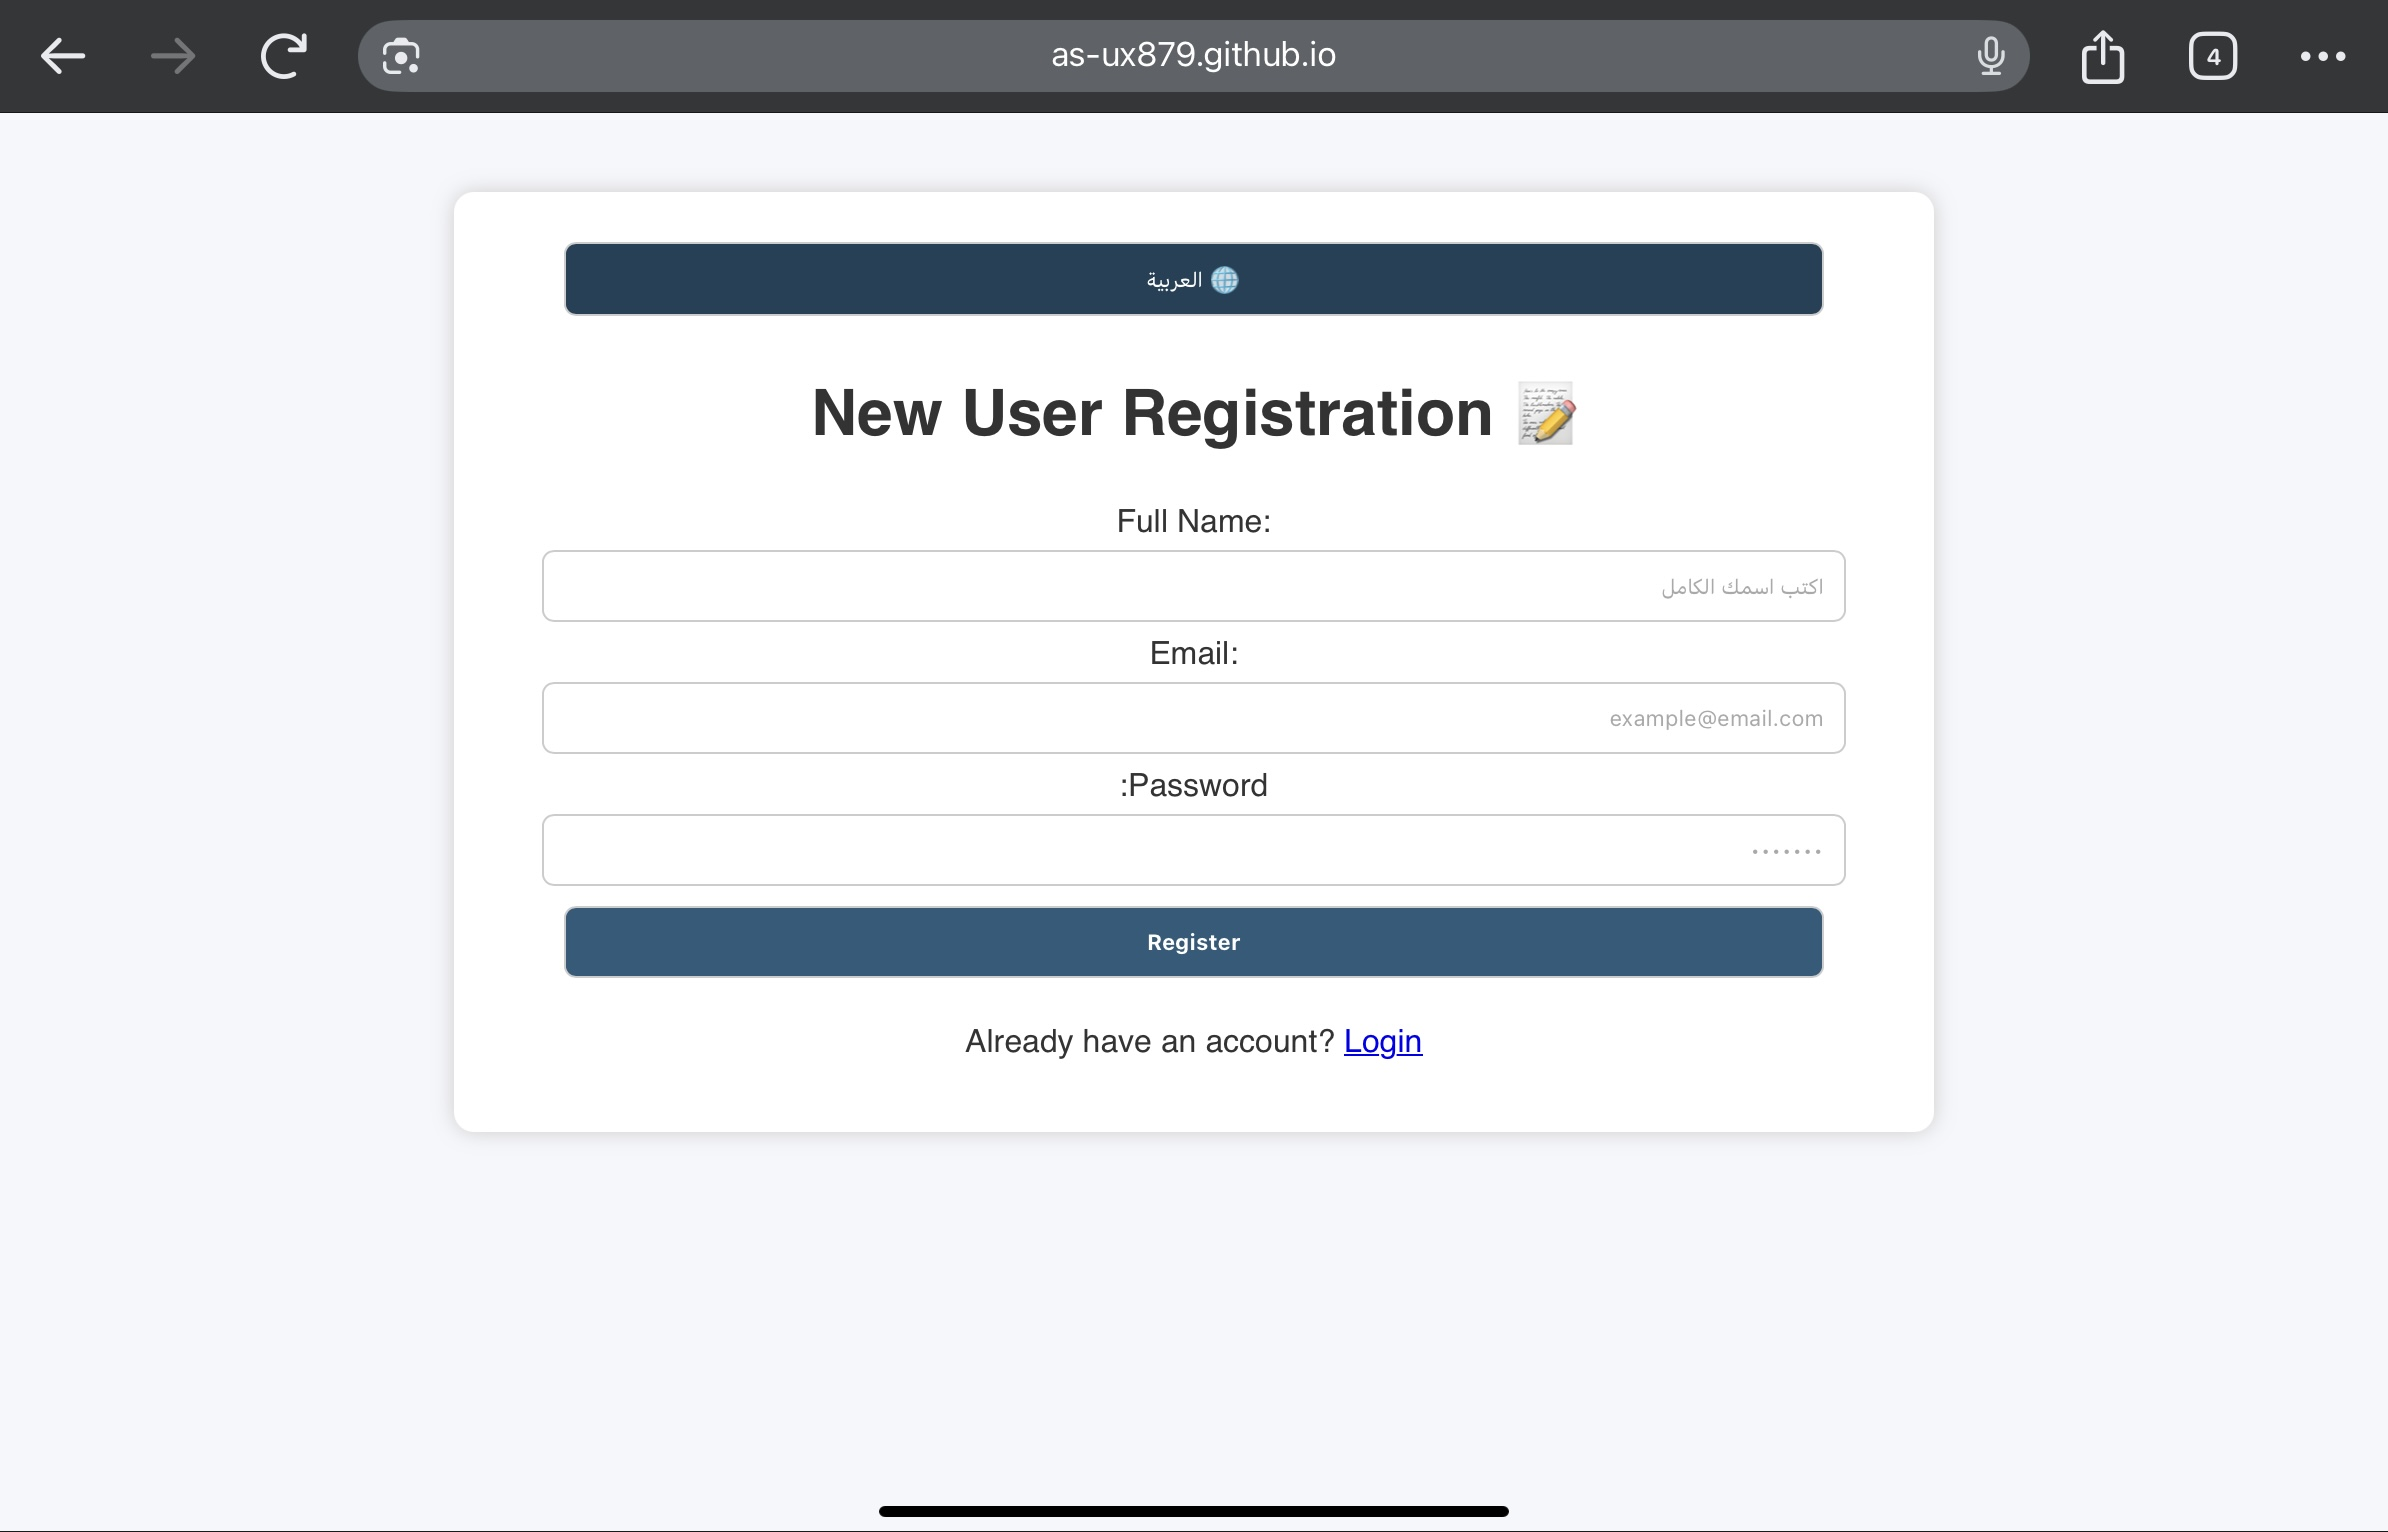 as-ux879.github.io
4
🌐 العربية
New User Registration 📝
Full Name:
اكتب اسمك الكامل
Email:
example@email.com
:Password
•••••••
Register
Already have an account? Login